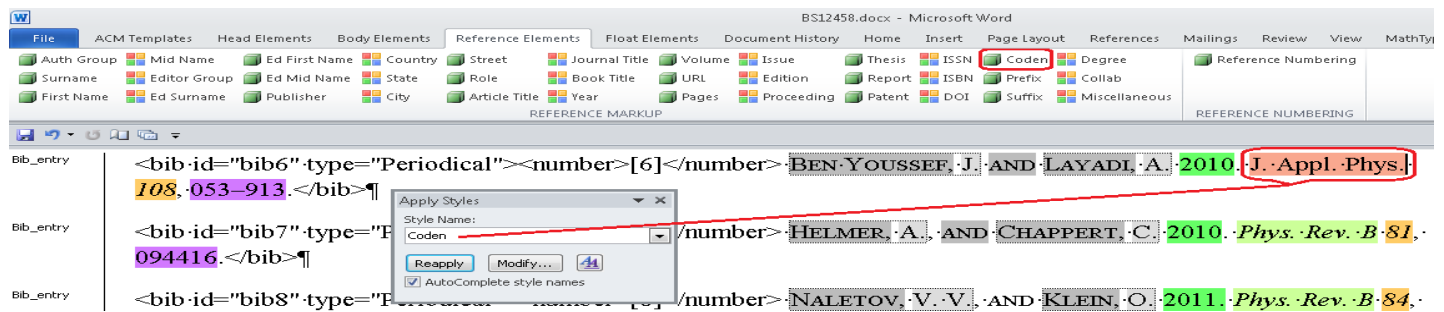 BS12458.docx - Microsoft Word
File ACM Templates Head Elements Body Elements Reference Elements Float Elements Document History Home Insert Page Layout References Mailings Review View MathTy
Auth Group Mid Name Ed First Name Country Street Journal Title Volume Issue Thesis ISSN Coden Degree Reference Numbering
Surname Editor Group Ed Mid Name State Role Book Title URL Edition Report ISBN Prefix Collab
First Name Ed Surname Publisher City Article Title Year Pages Proceeding Patent DOI Suffix Miscellaneous
REFERENCE MARKUP REFERENCE NUMBERING
Bib_entry <bib·id="bib6"·type="Periodical"><number>[6]</number>·BEN·YOUSSEF,·J.·AND·LAYADI,·A.·2010.·J.·Appl.·Phys.·
108,·053–913.</bib>¶
Apply Styles
Style Name:
Coden
Reapply Modify...
AutoComplete style names
Bib_entry <bib·id="bib7"·type="P /number>·HELMER,·A.,·AND·CHAPPERT,·C.·2010.·Phys.·Rev.·B·81,·
094416.</bib>¶
Bib_entry <bib·id="bib8"·type="P /number>·NALETOV,·V.·V.,·AND·KLEIN,·O.·2011.·Phys.·Rev.·B·84,·